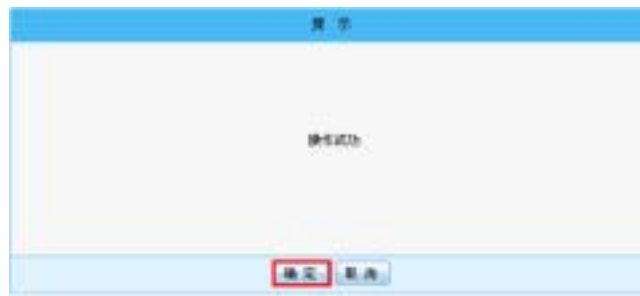 提 示
操作成功
确 定 取 消